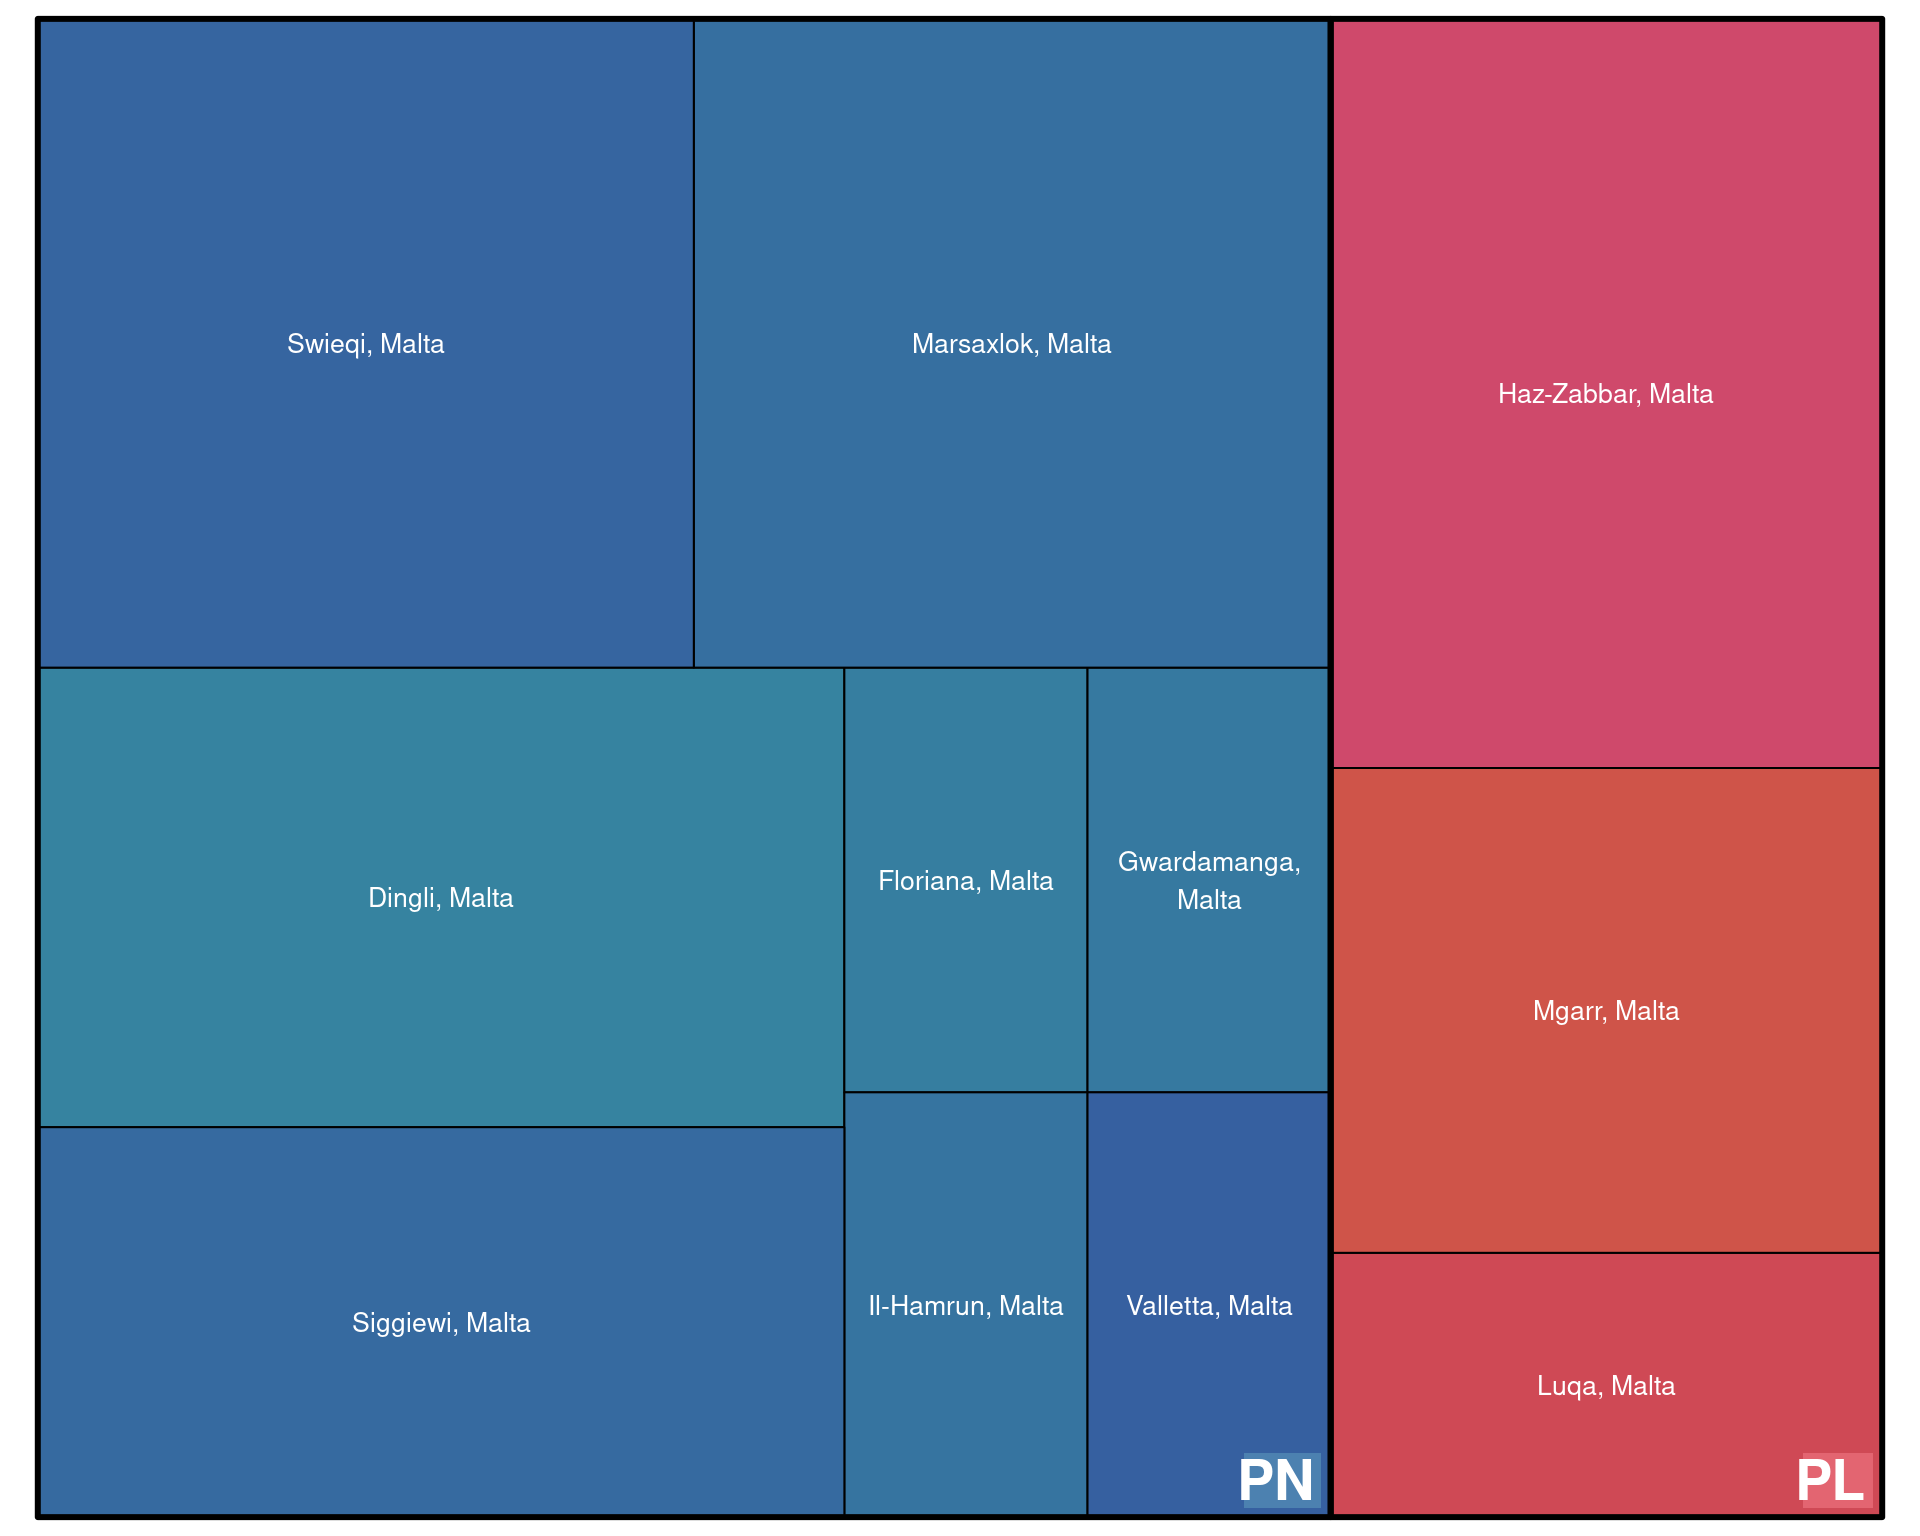 Swieqi, Malta
Marsaxlok, Malta
Haz-Zabbar, Malta
Dingli, Malta
Floriana, Malta
Gwardamanga,
Malta
Mgarr, Malta
Siggiewi, Malta
Il-Hamrun, Malta
Valletta, Malta
Luqa, Malta
PN
PL